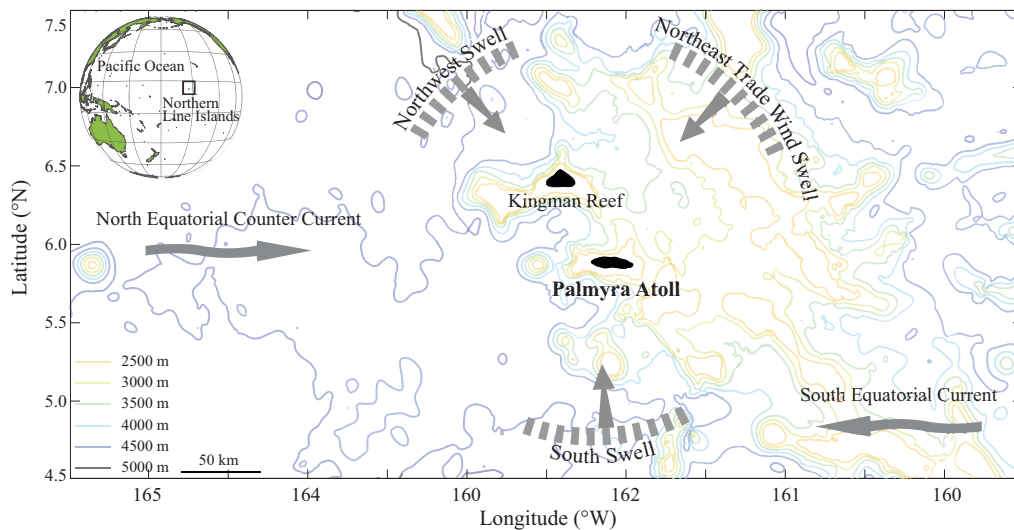 7.5
7.0
6.5
6.0
5.5
5.0
4.5
Latitude (°N)
Pacific Ocean
Northern
Line Islands
Northwest Swell
Northeast Trade Wind Swell
Kingman Reef
North Equatorial Counter Current
Palmyra Atoll
2500 m
3000 m
3500 m
4000 m
4500 m
5000 m
50 km
South Swell
South Equatorial Current
165
164
160
162
161
160
Longitude (°W)